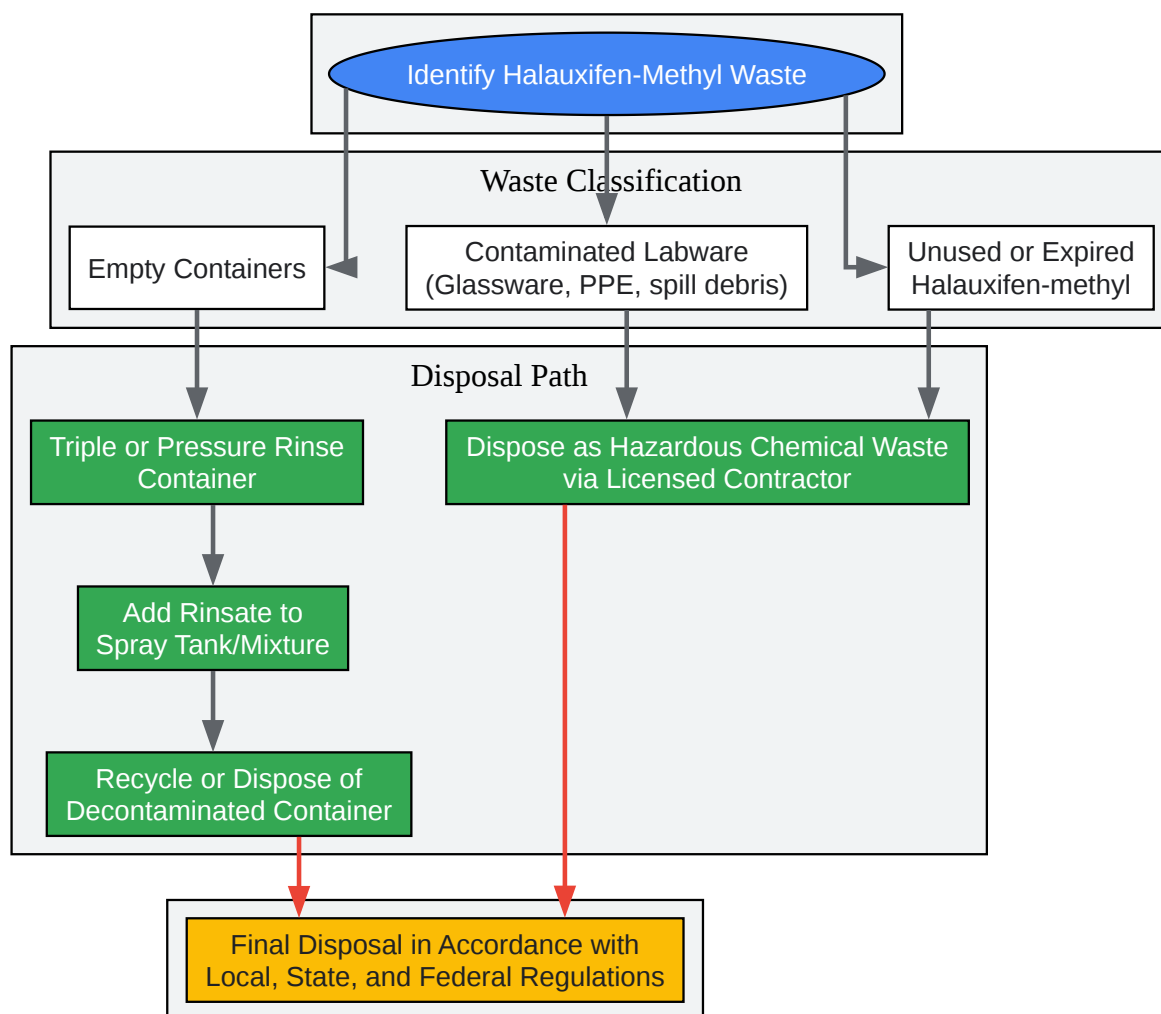 Identify Halauxifen-Methyl Waste
Waste Classification
Empty Containers
Contaminated Labware
(Glassware, PPE, spill debris)
Unused or Expired
Halauxifen-methyl
Disposal Path
Triple or Pressure Rinse
Container
Dispose as Hazardous Chemical Waste
via Licensed Contractor
Add Rinsate to
Spray Tank/Mixture
Recycle or Dispose of
Decontaminated Container
Final Disposal in Accordance with
Local, State, and Federal Regulations